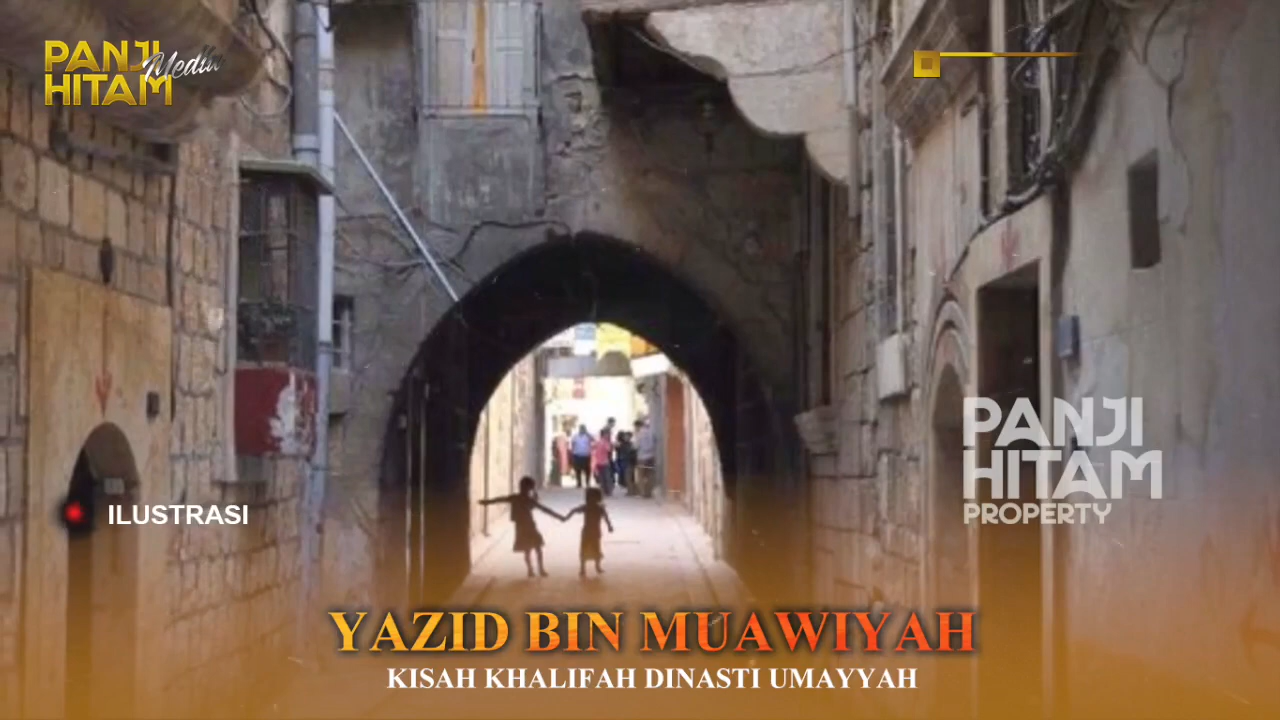 PANJI
HITAM
Media
ILUSTRASI
PANJI
HITAM
PROPERTY
YAZID BIN MUAWIYAH
KISAH KHALIFAH DINASTI UMAYYAH